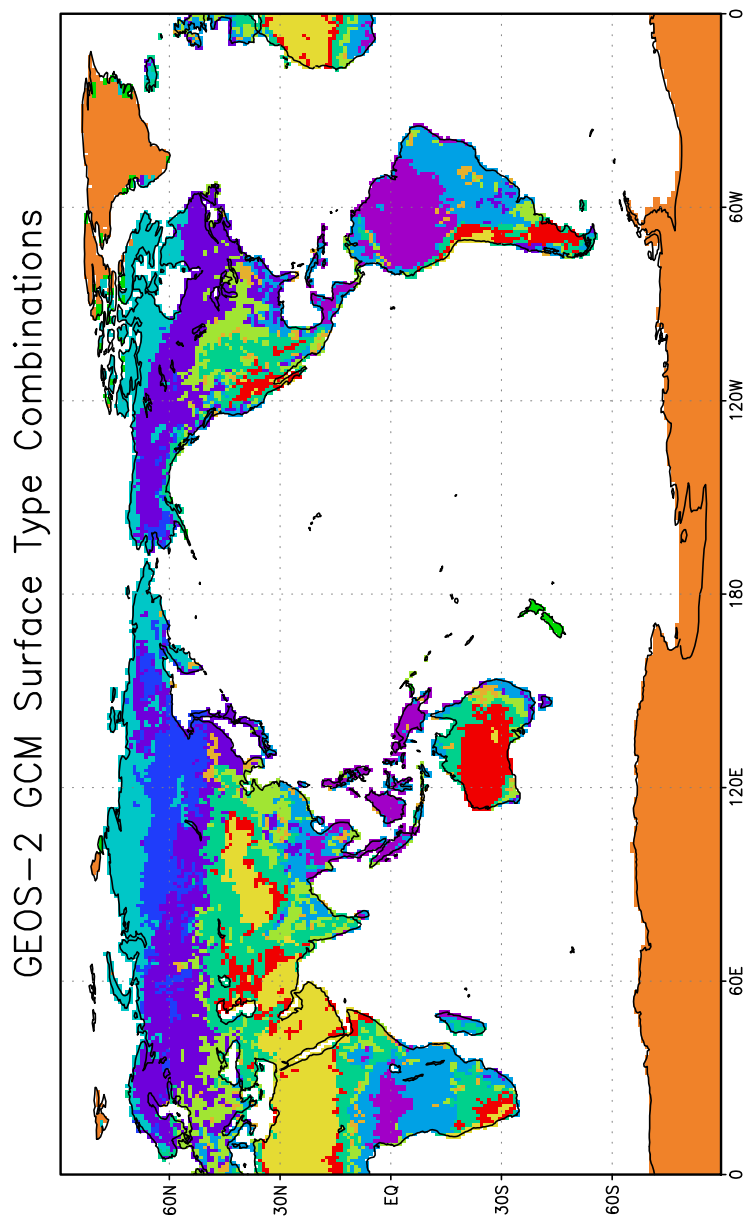 GEOS-2 GCM Surface Type Combinations
60N
30N
EQ
30S
60S
0
60E
120E
180
120W
60W
0